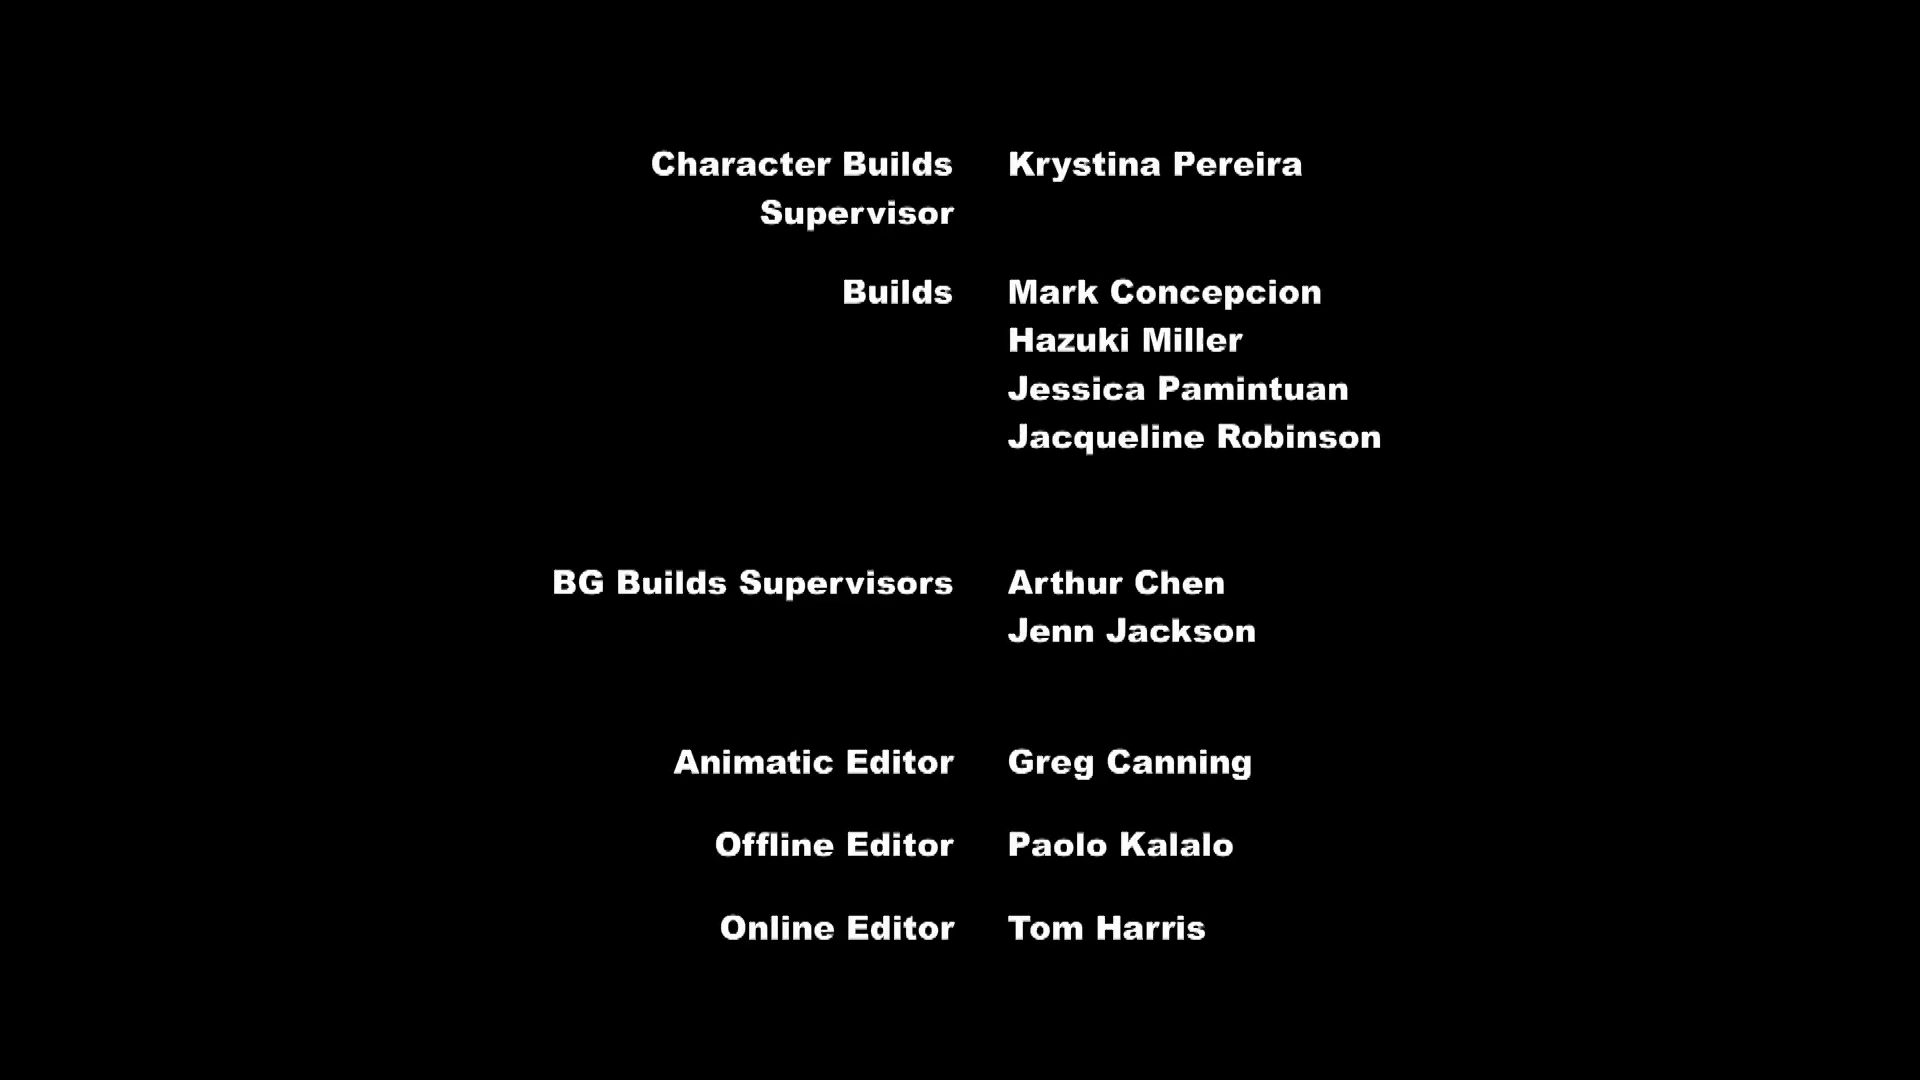 Character Builds Krystina Pereira
Supervisor
Builds Mark Concepcion
Hazuki Miller
Jessica Pamintuan
Jacqueline Robinson
BG Builds Supervisors Arthur Chen
Jenn Jackson
Animatic Editor Greg Canning
Offline Editor Paolo Kalalo
Online Editor Tom Harris